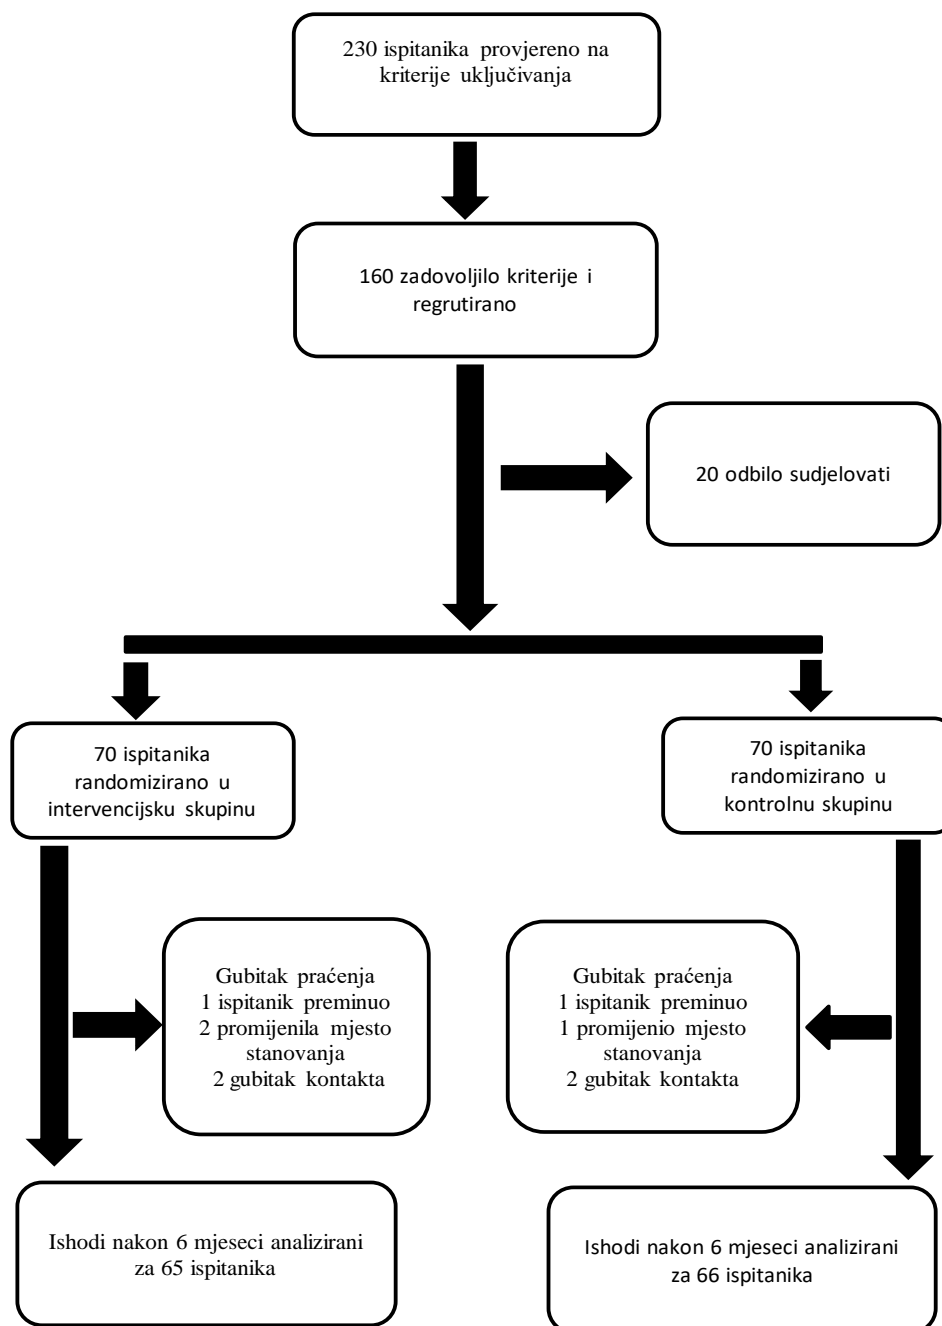 230 ispitanika provjereno na
kriterije uključivanja
160 zadovoljilo kriterije i
regrutirano
20 odbilo sudjelovati
70 ispitanika
randomizirano u
intervencijsku skupinu
70 ispitanika
randomizirano u
kontrolnu skupinu
Gubitak praćenja
1 ispitanik preminuo
2 promijenila mjesto
stanovanja
2 gubitak kontakta
Gubitak praćenja
1 ispitanik preminuo
1 promijenio mjesto
stanovanja
2 gubitak kontakta
Ishodi nakon 6 mjeseci analizirani
za 65 ispitanika
Ishodi nakon 6 mjeseci analizirani
za 66 ispitanika